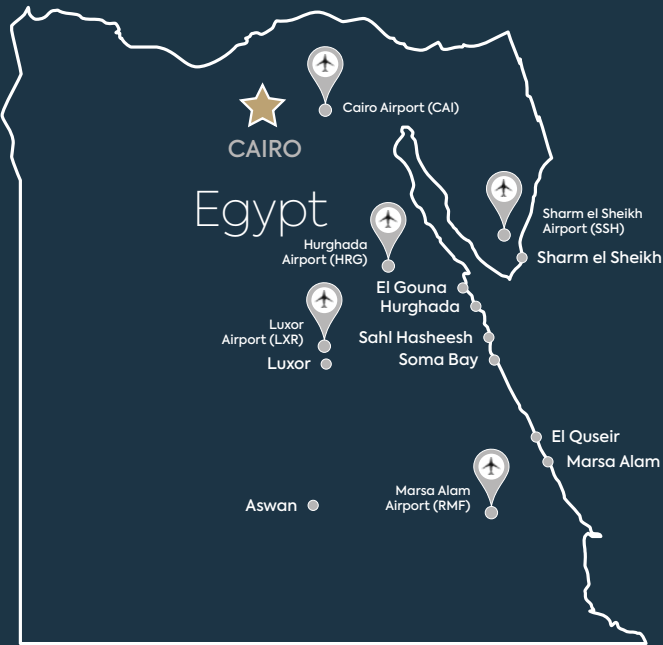 Cairo Airport (CAI)
CAIRO
Egypt
Sharm el Sheikh
Airport (SSH)
Hurghada
Airport (HRG)
Sharm el Sheikh
El Gouna
Hurghada
Luxor
Airport (LXR)
Sahl Hasheesh
Luxor
Soma Bay
El Quseir
Marsa Alam
Marsa Alam
Airport (RMF)
Aswan